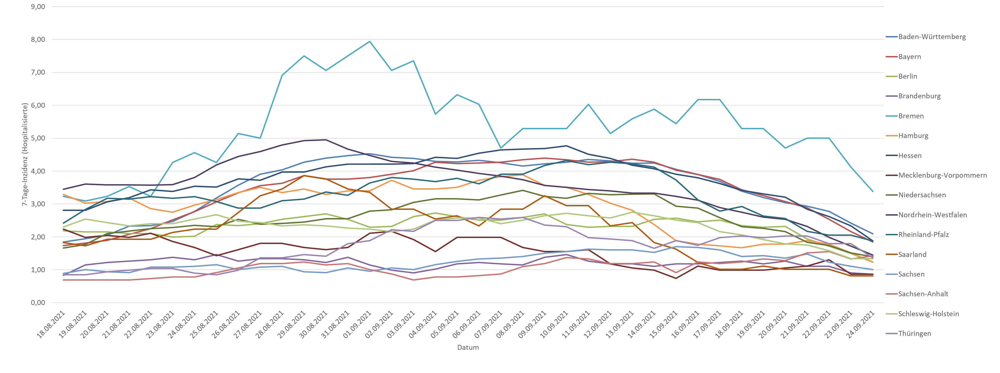 9,00
8,00
7,00
6,00
5,00
4,00
3,00
2,00
1,00
0,00
7-Tage-Inzidenz (Hospitalisierte)
18.08.2021
19.08.2021
20.08.2021
21.08.2021
22.08.2021
23.08.2021
24.08.2021
25.08.2021
26.08.2021
27.08.2021
28.08.2021
29.08.2021
30.08.2021
31.08.2021
01.09.2021
02.09.2021
03.09.2021
04.09.2021
05.09.2021
06.09.2021
07.09.2021
08.09.2021
09.09.2021
10.09.2021
11.09.2021
12.09.2021
13.09.2021
14.09.2021
15.09.2021
16.09.2021
17.09.2021
18.09.2021
19.09.2021
20.09.2021
21.09.2021
22.09.2021
23.09.2021
24.09.2021
Datum
Baden-Württemberg
Bayern
Berlin
Brandenburg
Bremen
Hamburg
Hessen
Mecklenburg-Vorpommern
Niedersachsen
Nordrhein-Westfalen
Rheinland-Pfalz
Saarland
Sachsen
Sachsen-Anhalt
Schleswig-Holstein
Thüringen